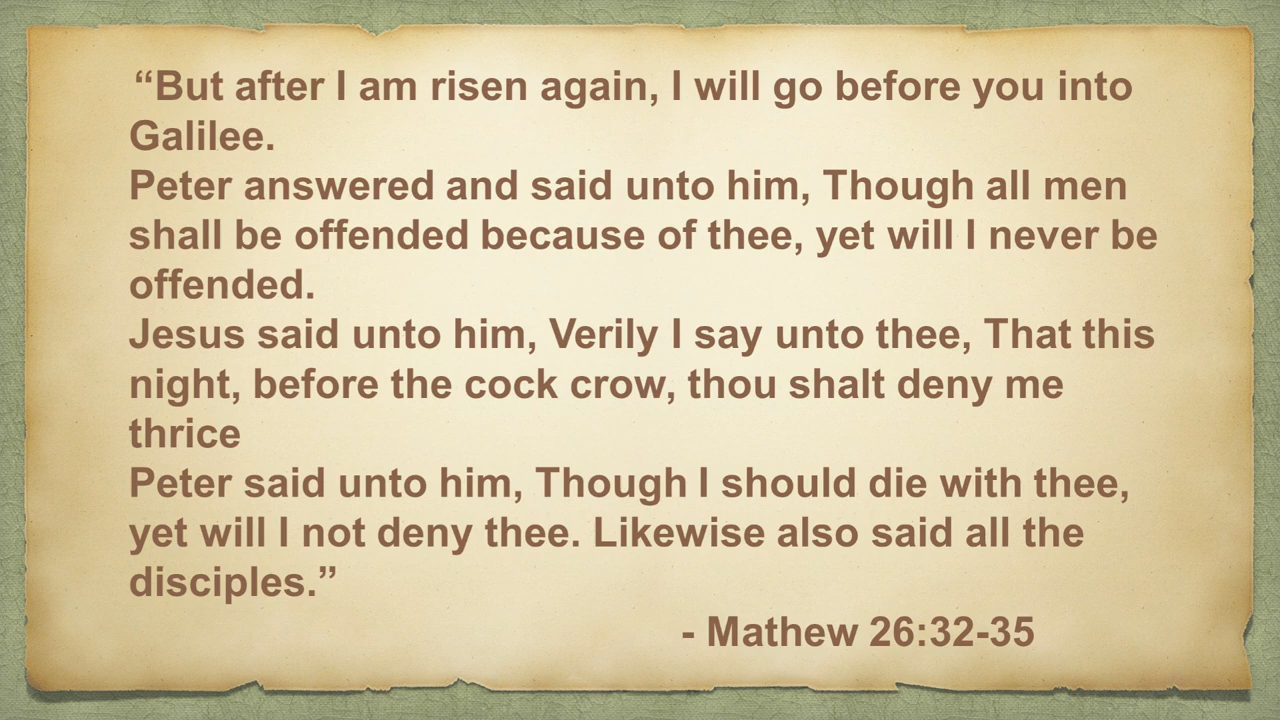 “But after I am risen again, I will go before you into
Galilee.
Peter answered and said unto him, Though all men
shall be offended because of thee, yet will I never be
offended.
Jesus said unto him, Verily I say unto thee, That this
night, before the cock crow, thou shalt deny me
thrice
Peter said unto him, Though I should die with thee,
yet will I not deny thee. Likewise also said all the
disciples.”
- Mathew 26:32-35